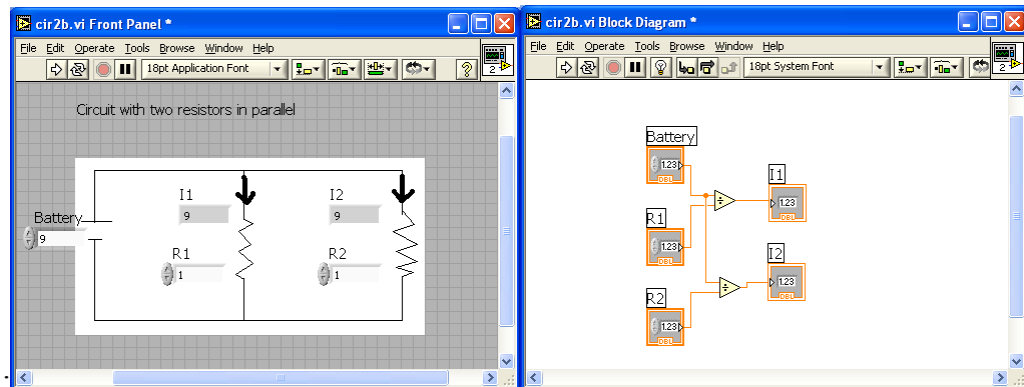 cir2b.vi Front Panel *
File Edit Operate Tools Browse Window Help
18pt Application Font
?
2
Circuit with two resistors in parallel
I1
9
I2
9
Battery
9
R1
1
R2
1
cir2b.vi Block Diagram *
File Edit Operate Tools Browse Window Help
18pt System Font
2
Battery
1.23
DBL
I1
1.23
DBL
R1
1.23
DBL
÷
I2
1.23
DBL
÷
R2
1.23
DBL